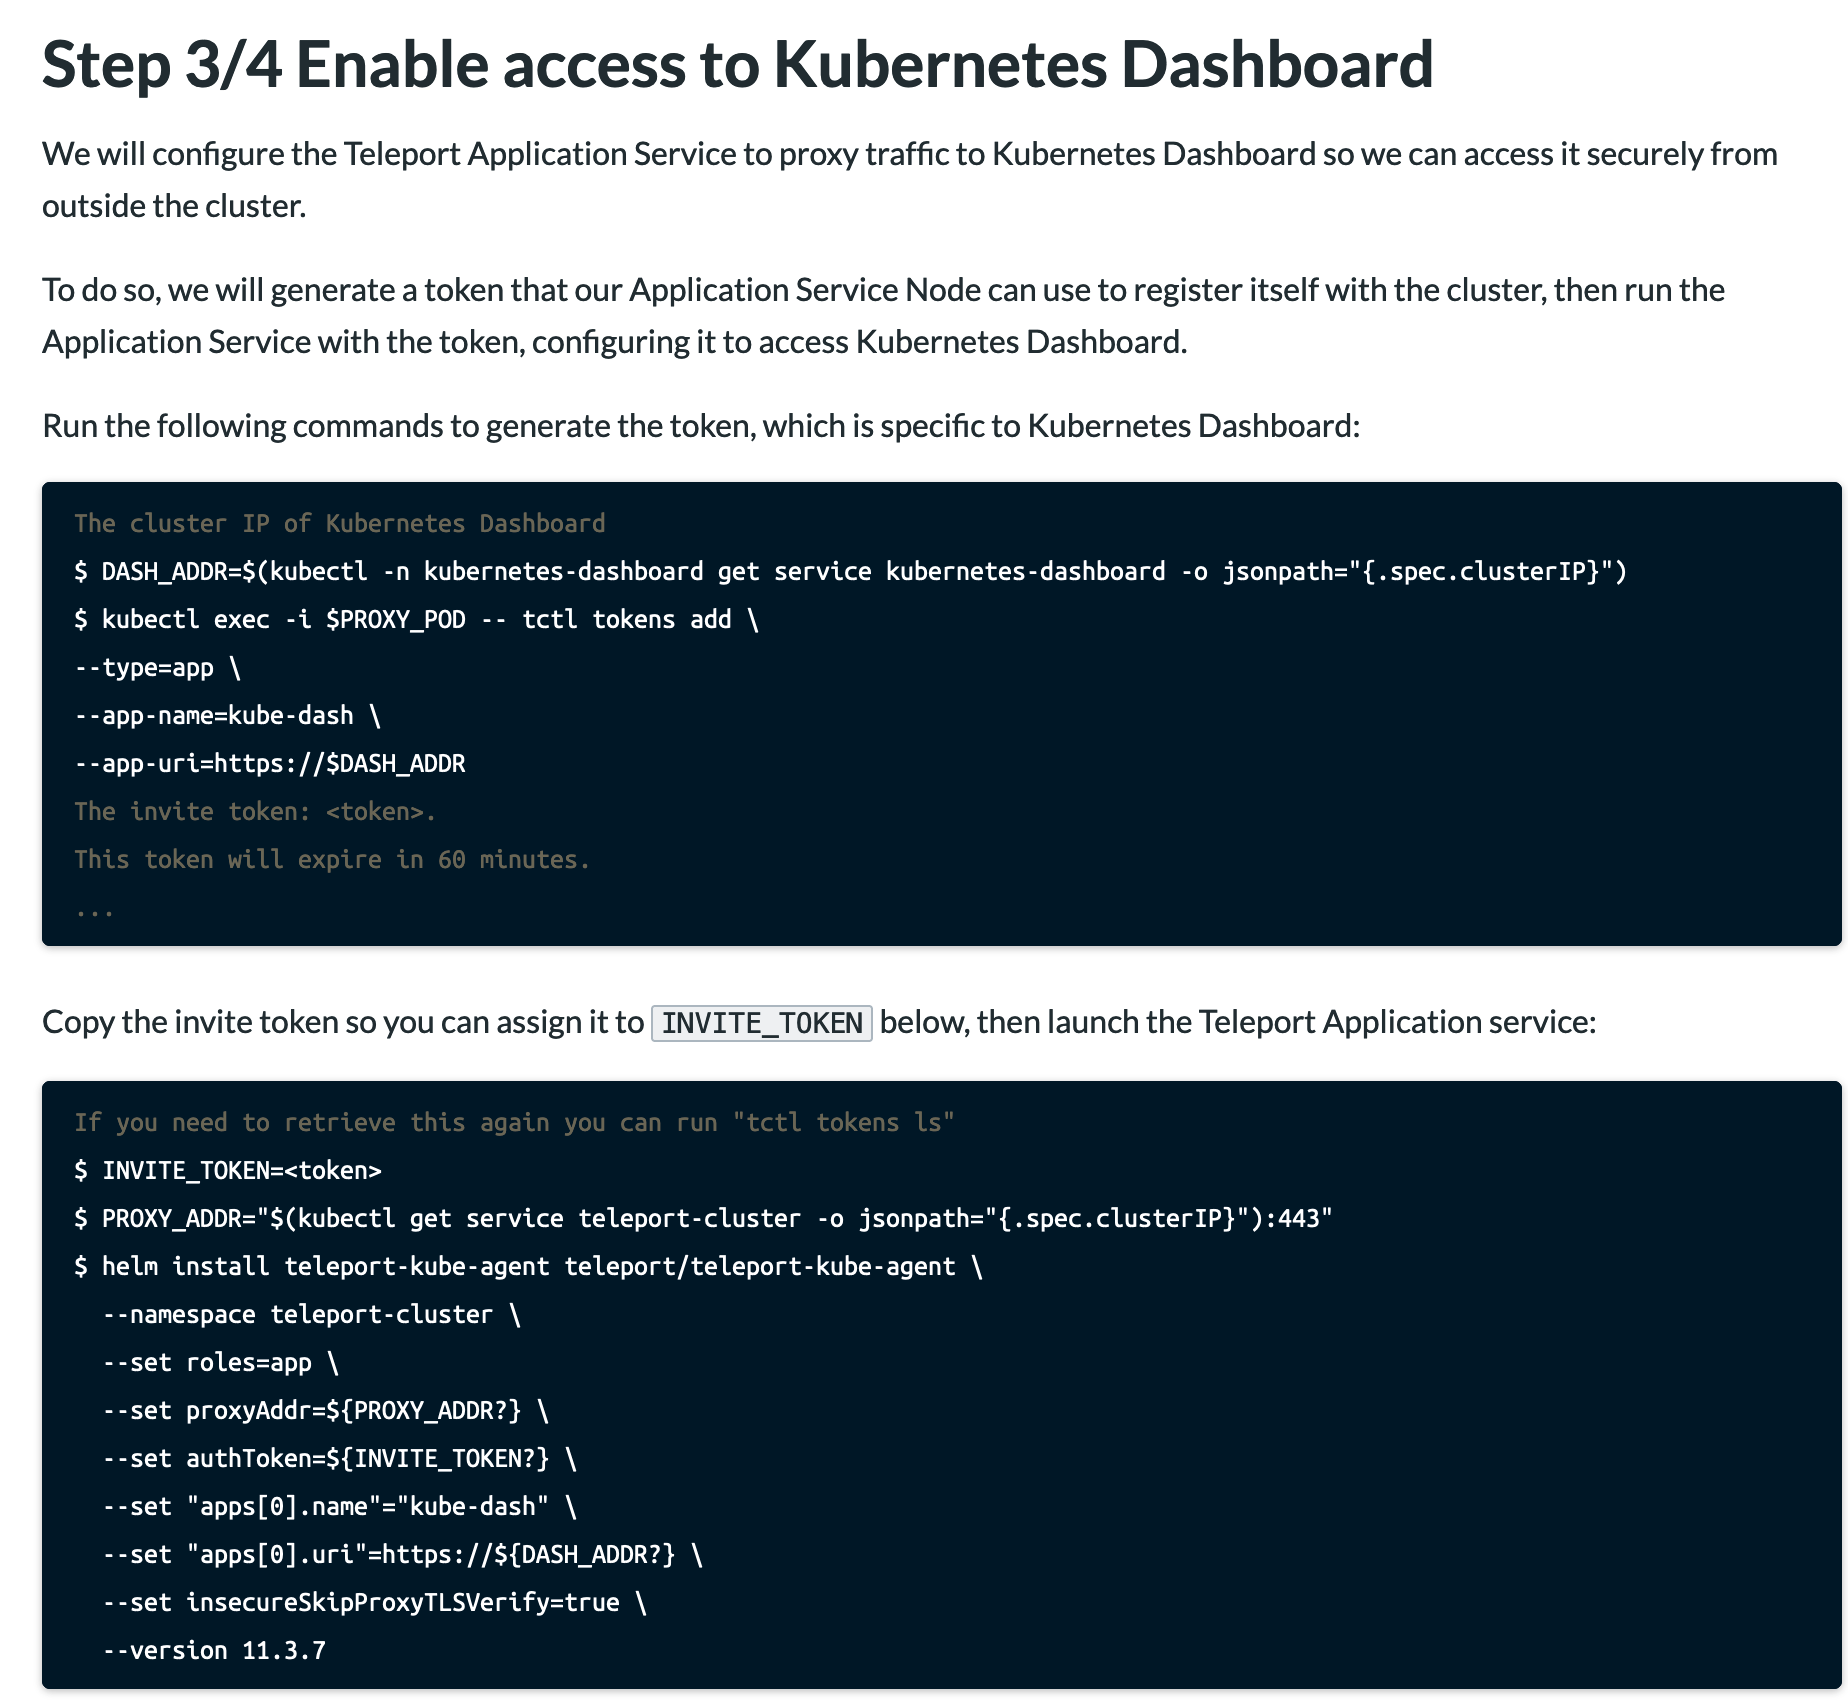 Step 3/4 Enable access to Kubernetes Dashboard
We will configure the Teleport Application Service to proxy traffic to Kubernetes Dashboard so we can access it securely from
outside the cluster.
To do so, we will generate a token that our Application Service Node can use to register itself with the cluster, then run the
Application Service with the token, configuring it to access Kubernetes Dashboard.
Run the following commands to generate the token, which is specific to Kubernetes Dashboard:
The cluster IP of Kubernetes Dashboard
$ DASH_ADDR=$(kubectl -n kubernetes-dashboard get service kubernetes-dashboard -o jsonpath="{.spec.clusterIP}")
$ kubectl exec -i $PROXY_POD -- tctl tokens add \
--type=app \
--app-name=kube-dash \
--app-uri=https://$DASH_ADDR
The invite token: <token>.
This token will expire in 60 minutes.
...
Copy the invite token so you can assign it to INVITE_TOKEN below, then launch the Teleport Application service:
If you need to retrieve this again you can run "tctl tokens ls"
$ INVITE_TOKEN=<token>
$ PROXY_ADDR="$(kubectl get service teleport-cluster -o jsonpath="{.spec.clusterIP}"):443"
$ helm install teleport-kube-agent teleport/teleport-kube-agent \
  --namespace teleport-cluster \
  --set roles=app \
  --set proxyAddr=${PROXY_ADDR?} \
  --set authToken=${INVITE_TOKEN?} \
  --set "apps[0].name"="kube-dash" \
  --set "apps[0].uri"=https://${DASH_ADDR?} \
  --set insecureSkipProxyTLSVerify=true \
  --version 11.3.7